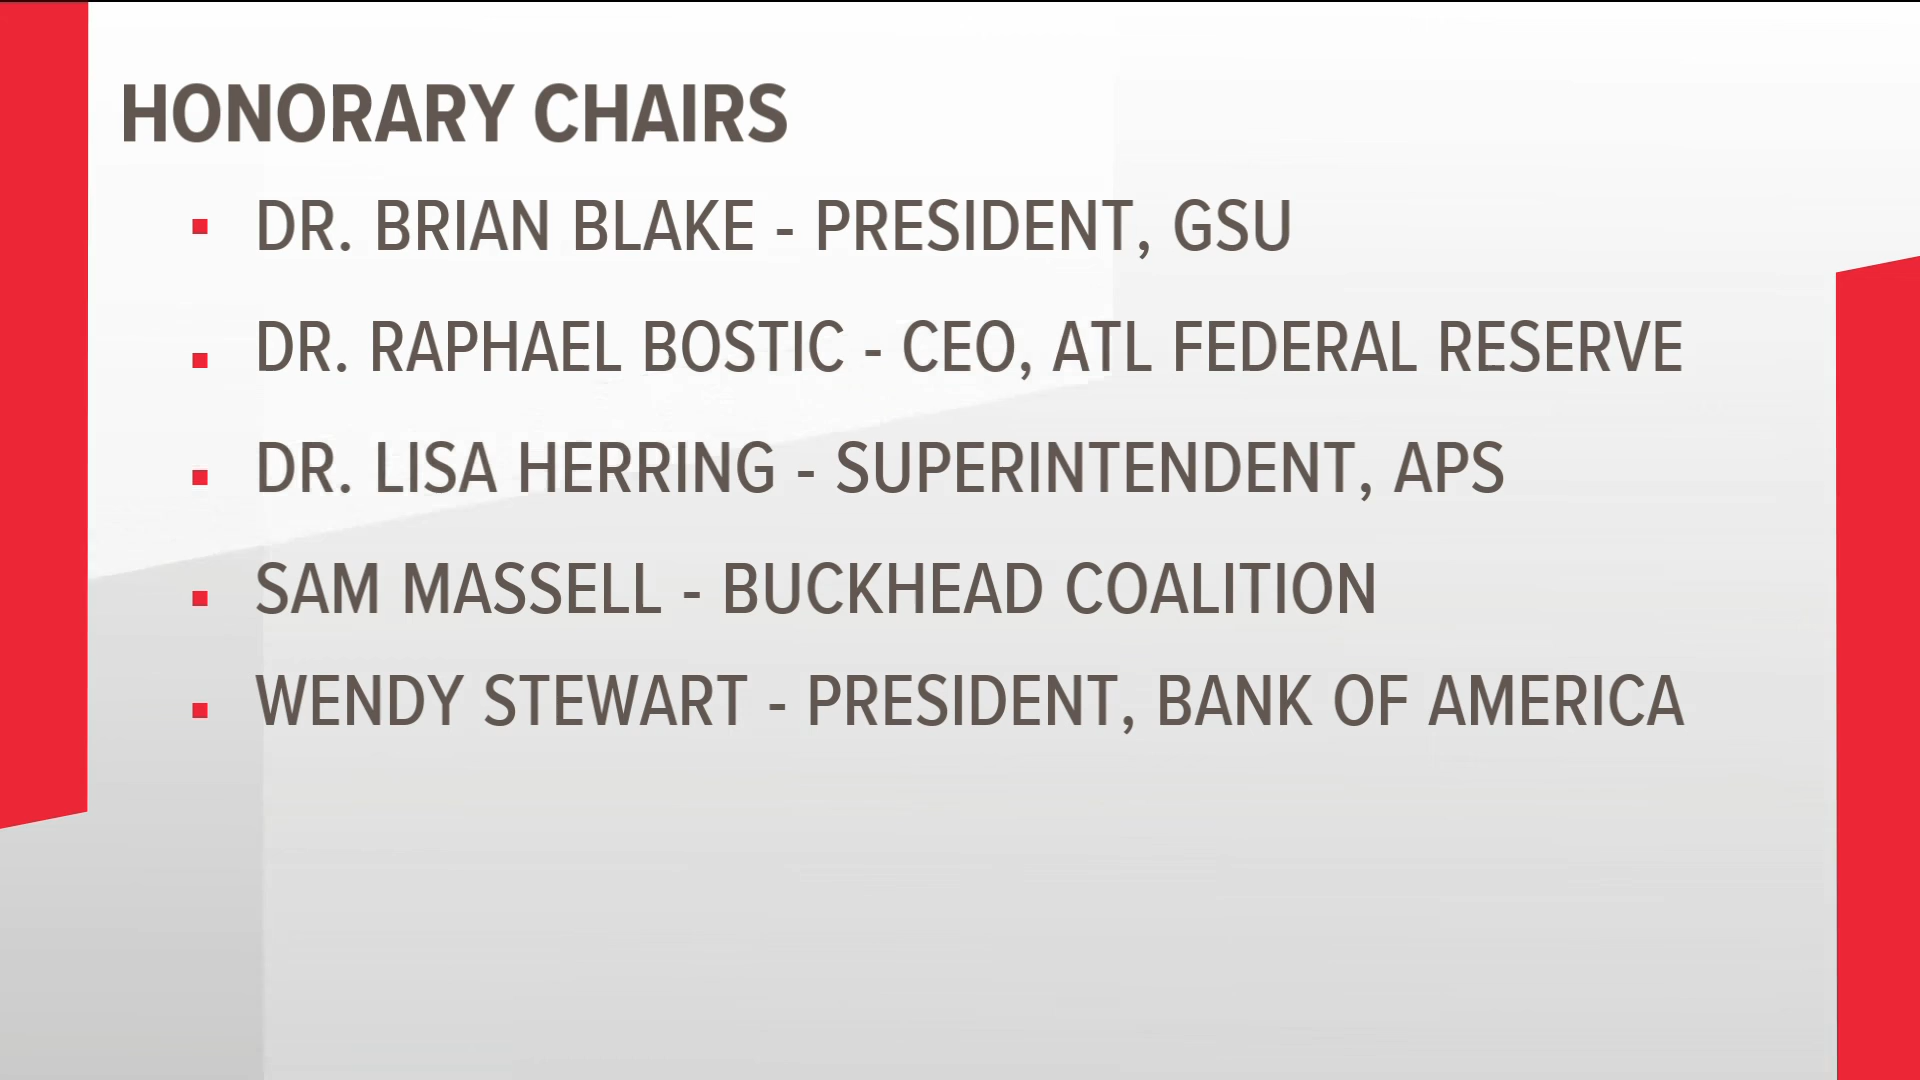 HONORARY CHAIRS
DR. BRIAN BLAKE - PRESIDENT, GSU
DR. RAPHAEL BOSTIC - CEO, ATL FEDERAL RESERVE
DR. LISA HERRING - SUPERINTENDENT, APS
SAM MASSELL - BUCKHEAD COALITION
WENDY STEWART - PRESIDENT, BANK OF AMERICA